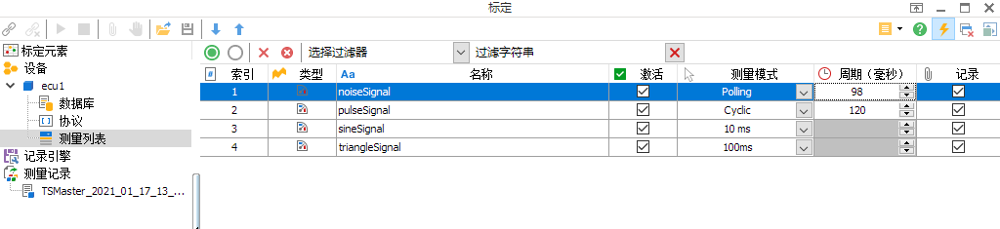 标定
标定元素
设备
ecu1
数据库
协议
测量列表
记录引擎
测量记录
TSMaster_2021_01_17_13_...
选择过滤器 过滤字符串
# 索引 类型 Aa 名称 激活 测量模式 周期（毫秒） 记录
1 noiseSignal Polling 98
2 pulseSignal Cyclic 120
3 sineSignal 10 ms
4 triangleSignal 100ms